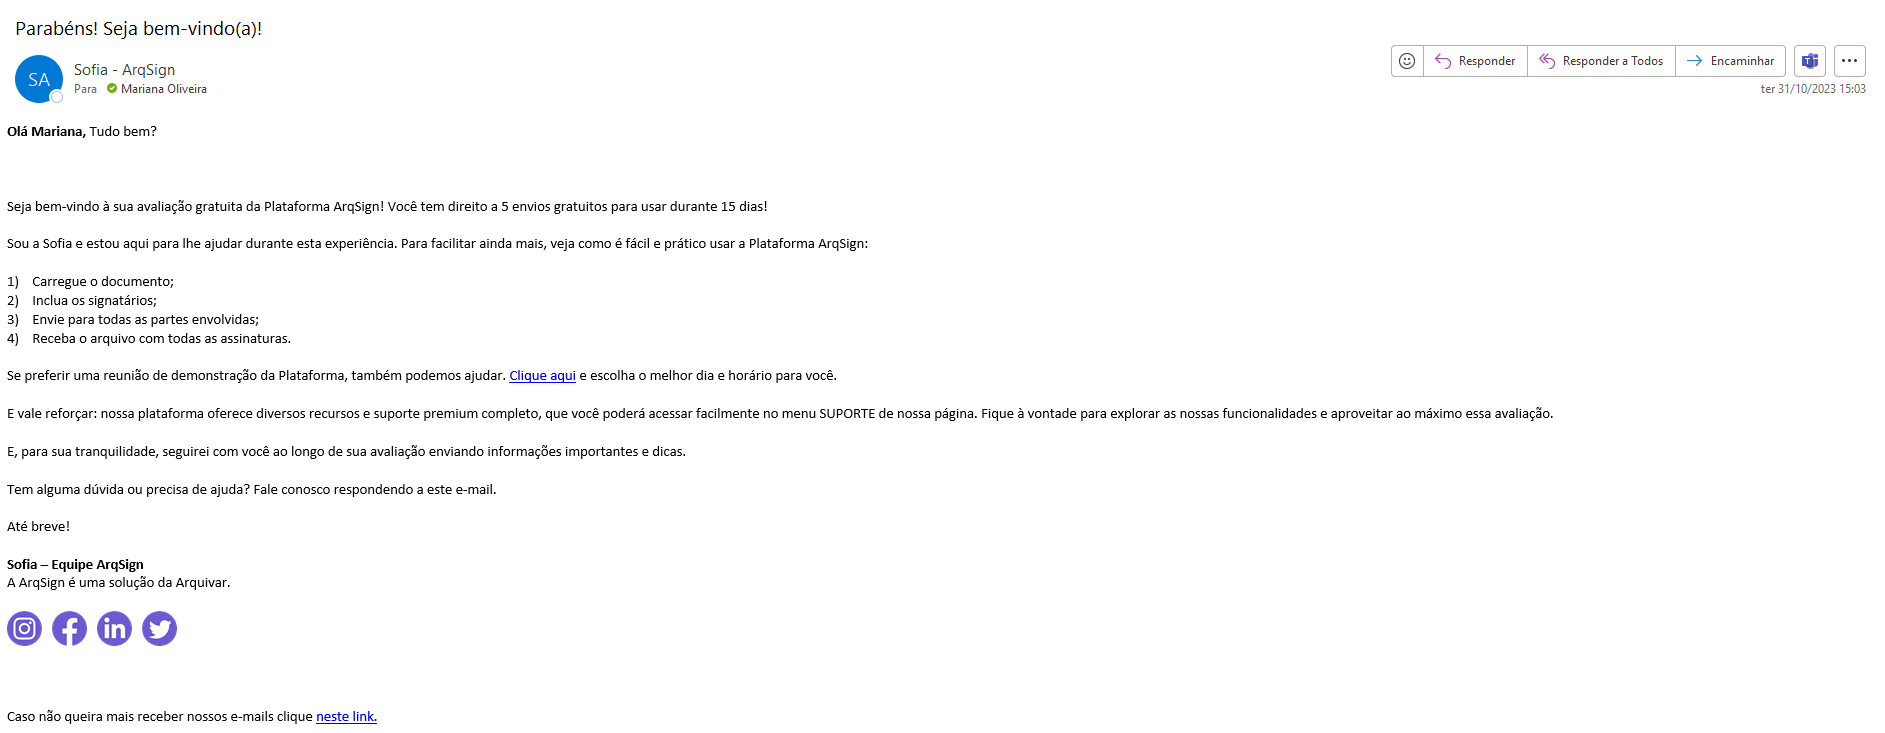 Parabéns! Seja bem-vindo(a)!
SA
Sofia - ArqSign
Para Mariana Oliveira
Responder
Responder a Todos
Encaminhar
ter 31/10/2023 15:03
Olá Mariana, Tudo bem?
Seja bem-vindo à sua avaliação gratuita da Plataforma ArqSign! Você tem direito a 5 envios gratuitos para usar durante 15 dias!
Sou a Sofia e estou aqui para lhe ajudar durante esta experiência. Para facilitar ainda mais, veja como é fácil e prático usar a Plataforma ArqSign:
1) Carregue o documento;
2) Inclua os signatários;
3) Envie para todas as partes envolvidas;
4) Receba o arquivo com todas as assinaturas.
Se preferir uma reunião de demonstração da Plataforma, também podemos ajudar. Clique aqui e escolha o melhor dia e horário para você.
E vale reforçar: nossa plataforma oferece diversos recursos e suporte premium completo, que você poderá acessar facilmente no menu SUPORTE de nossa página. Fique à vontade para explorar as nossas funcionalidades e aproveitar ao máximo essa avaliação.
E, para sua tranquilidade, seguirei com você ao longo de sua avaliação enviando informações importantes e dicas.
Tem alguma dúvida ou precisa de ajuda? Fale conosco respondendo a este e-mail.
Até breve!
Sofia – Equipe ArqSign
A ArqSign é uma solução da Arquivar.
Caso não queira mais receber nossos e-mails clique neste link.